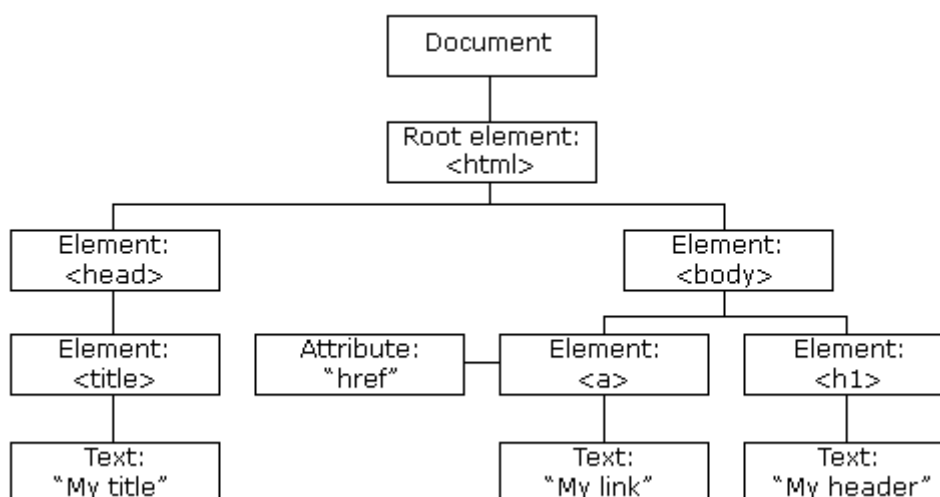 Document
Root element:
<html>
Element:
<head>
Element:
<body>
Element:
<title>
Attribute:
“href”
Element:
<a>
Element:
<h1>
Text:
“My title”
Text:
“My link”
Text:
“My header”